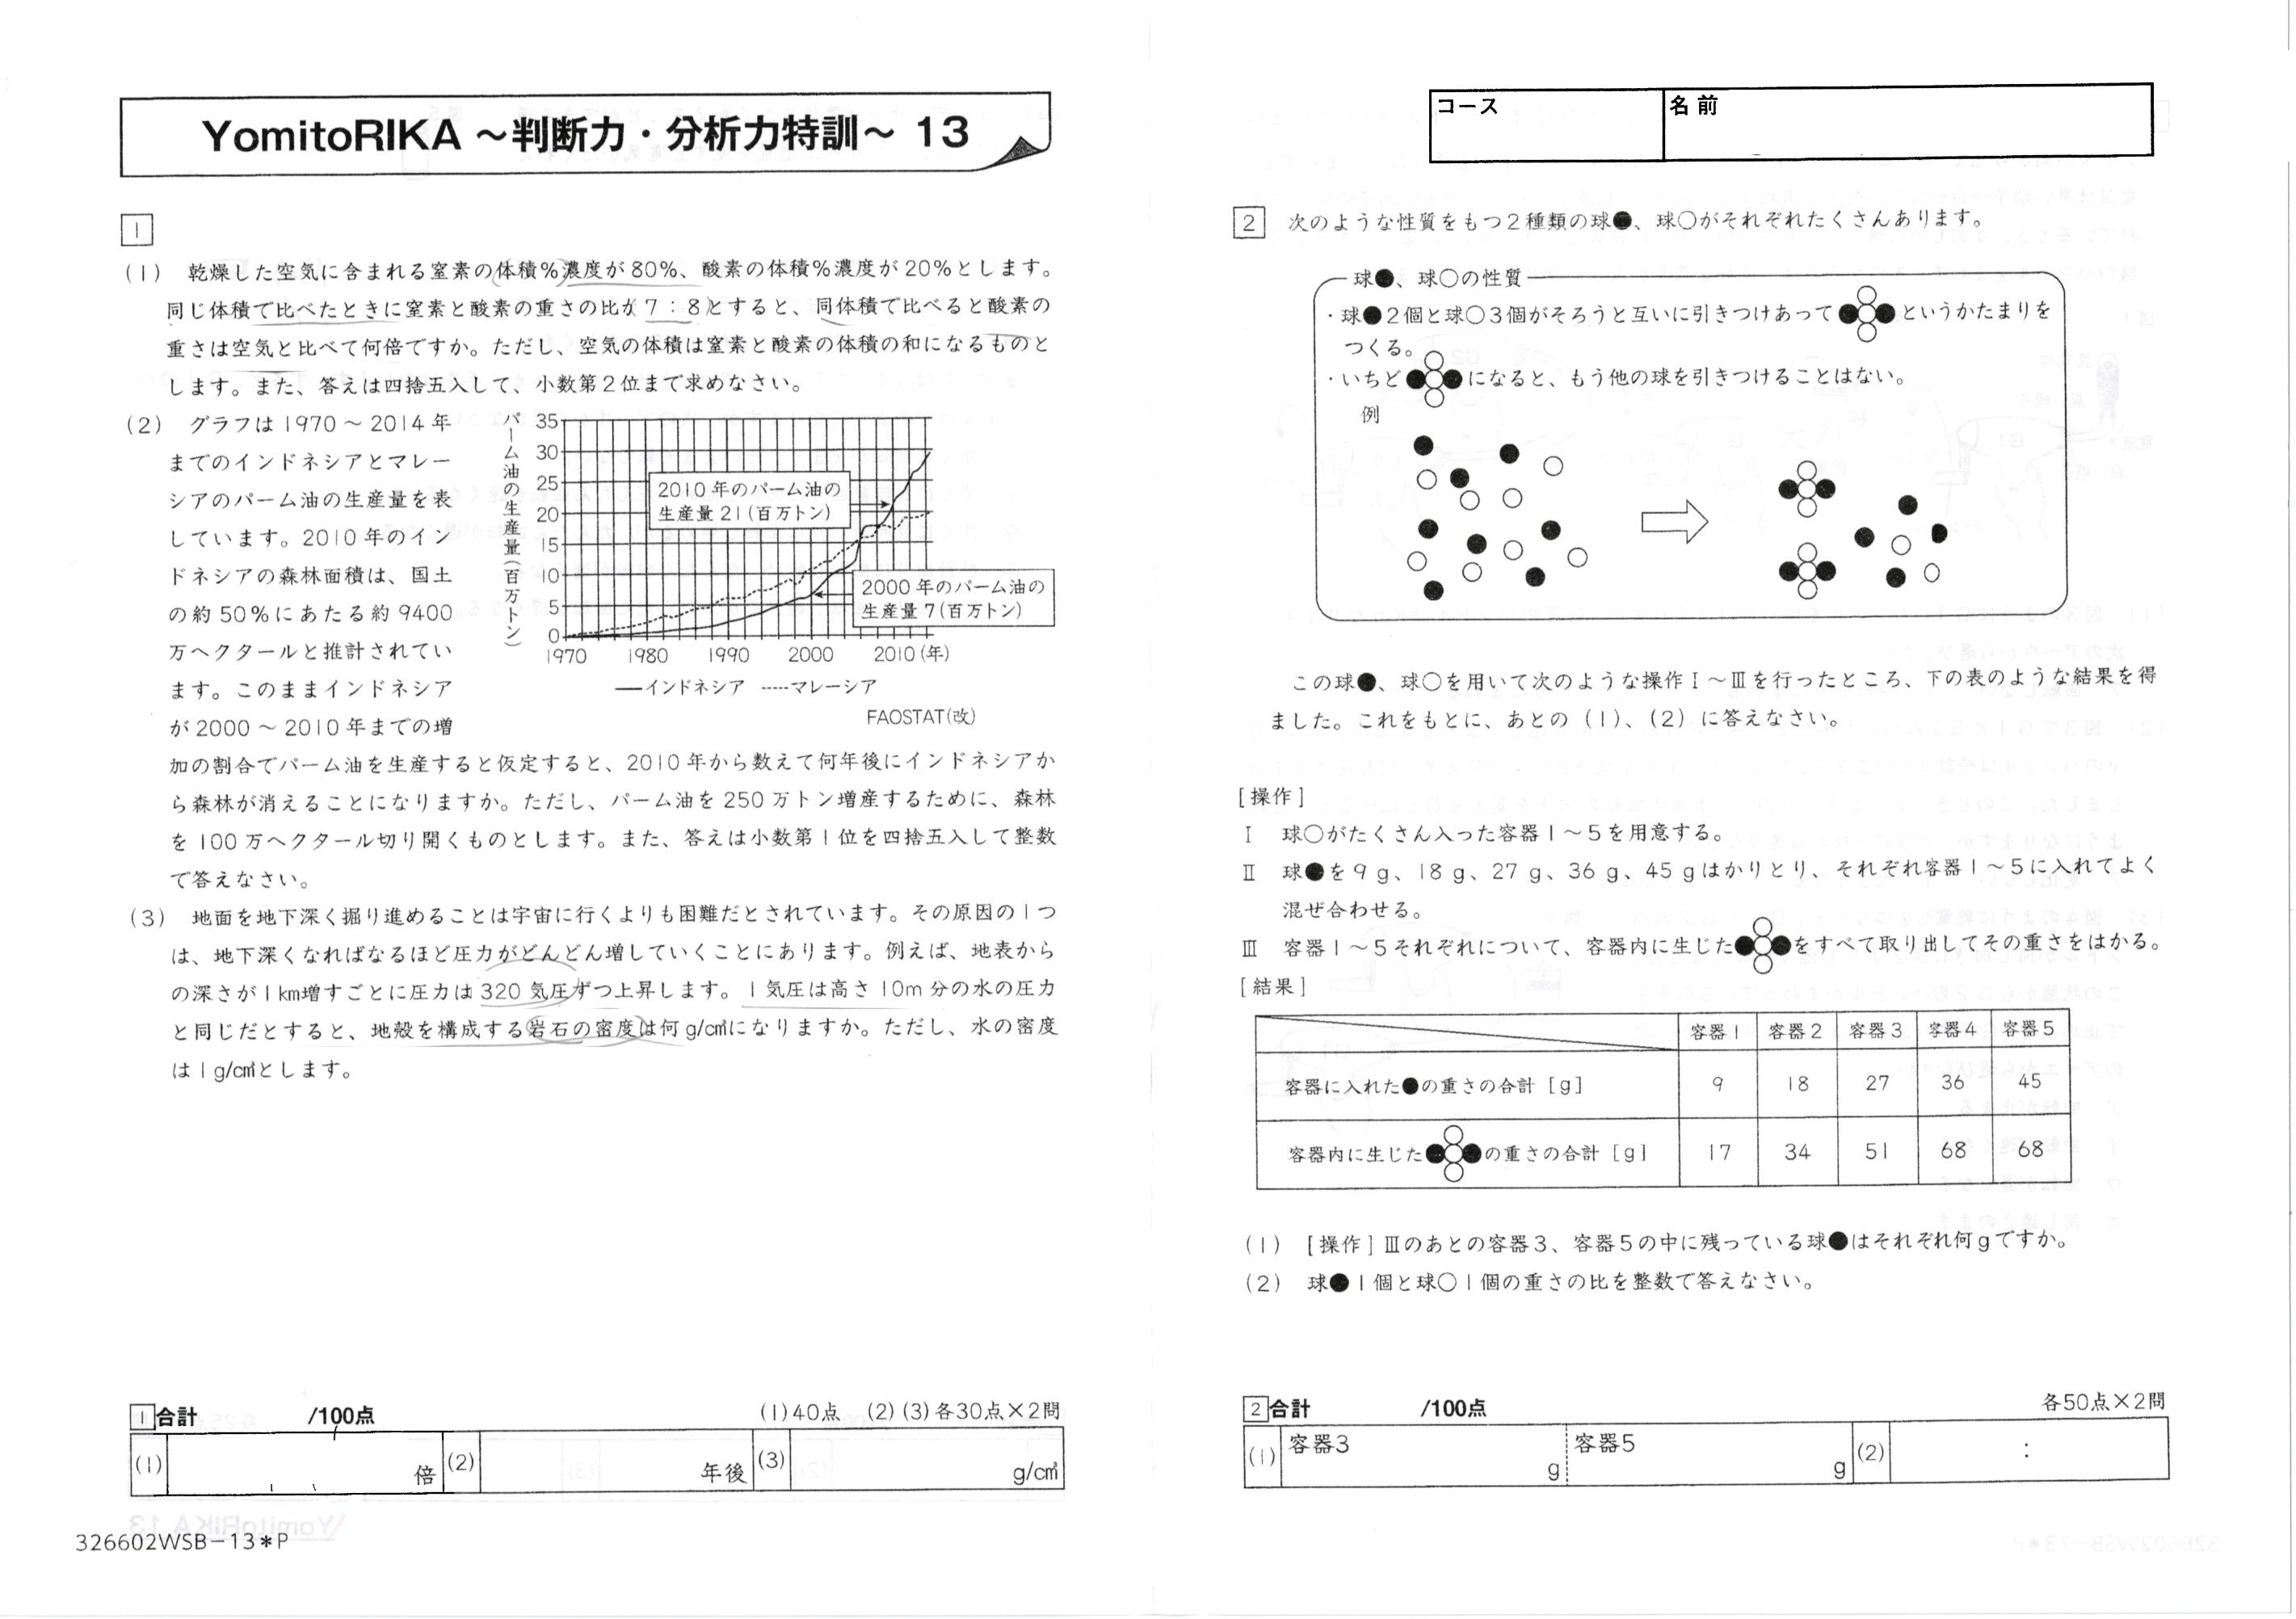 YomitoRIKA ～判断力・分析力特訓～ 13
コース
名前
1
(1) 乾燥した空気に含まれる窒素の体積%濃度が80%、酸素の体積%濃度が20%とします。
同じ体積で比べたときに窒素と酸素の重さの比が7：8とすると、同体積で比べると酸素の
重さは空気と比べて何倍ですか。ただし、空気の体積は窒素と酸素の体積の和になるものと
します。また、答えは四捨五入して、小数第2位まで求めなさい。
(2) グラフは1970～2014年
までのインドネシアとマレー
シアのパーム油の生産量を表
しています。2010年のイン
ドネシアの森林面積は、国土
の約50%にあたる約9400
万ヘクタールと推計されてい
ます。このままインドネシア
が2000～2010年までの増
加の割合でパーム油を生産すると仮定すると、2010年から数えて何年後にインドネシアか
ら森林が消えることになりますか。ただし、パーム油を250万トン増産するために、森林
を100万ヘクタール切り開くものとします。また、答えは小数第1位を四捨五入して整数
で答えなさい。
パーム油の生産量(百万トン)
35
30
25
20
15
10
5
0
2010年のパーム油の
生産量21(百万トン)
2000年のパーム油の
生産量7(百万トン)
1970 1980 1990 2000 2010(年)
―インドネシア -----マレーシア
FAOSTAT(改)
(3) 地面を地下深く掘り進めることは宇宙に行くよりも困難だとされています。その原因の1つ
は、地下深くなればなるほど圧力がどんどん増していくことにあります。例えば、地表から
の深さが1km増すごとに圧力は320気圧ずつ上昇します。1気圧は高さ10m分の水の圧力
と同じだとすると、地殻を構成する岩石の密度は何g/c㎥になりますか。ただし、水の密度
は1g/c㎥とします。
1 合計 /100点 (1)40点 (2)(3)各30点×2問
(1) 倍 (2) 年後 (3) g/c㎥
326602WSB－13＊P
2 次のような性質をもつ2種類の球●、球○がそれぞれたくさんあります。
球●、球○の性質
・球●2個と球○3個がそろうと互いに引きつけあって というかたまりを
つくる。
・いちど になると、もう他の球を引きつけることはない。
例
この球●、球○を用いて次のような操作Ⅰ～Ⅲを行ったところ、下の表のような結果を得
ました。これをもとに、あとの(1)、(2)に答えなさい。
[操作]
Ⅰ 球○がたくさん入った容器1～5を用意する。
Ⅱ 球●を9g、18g、27g、36g、45gはかりとり、それぞれ容器1～5に入れてよく
混ぜ合わせる。
Ⅲ 容器1～5それぞれについて、容器内に生じた をすべて取り出してその重さをはかる。
[結果]
容器1 容器2 容器3 容器4 容器5
容器に入れた●の重さの合計[g] 9 18 27 36 45
容器内に生じた の重さの合計[g] 17 34 51 68 68
(1) [操作]Ⅲのあとの容器3、容器5の中に残っている球●はそれぞれ何gですか。
(2) 球●1個と球○1個の重さの比を整数で答えなさい。
2 合計 /100点 各50点×2問
(1) 容器3 g 容器5 g (2) ：